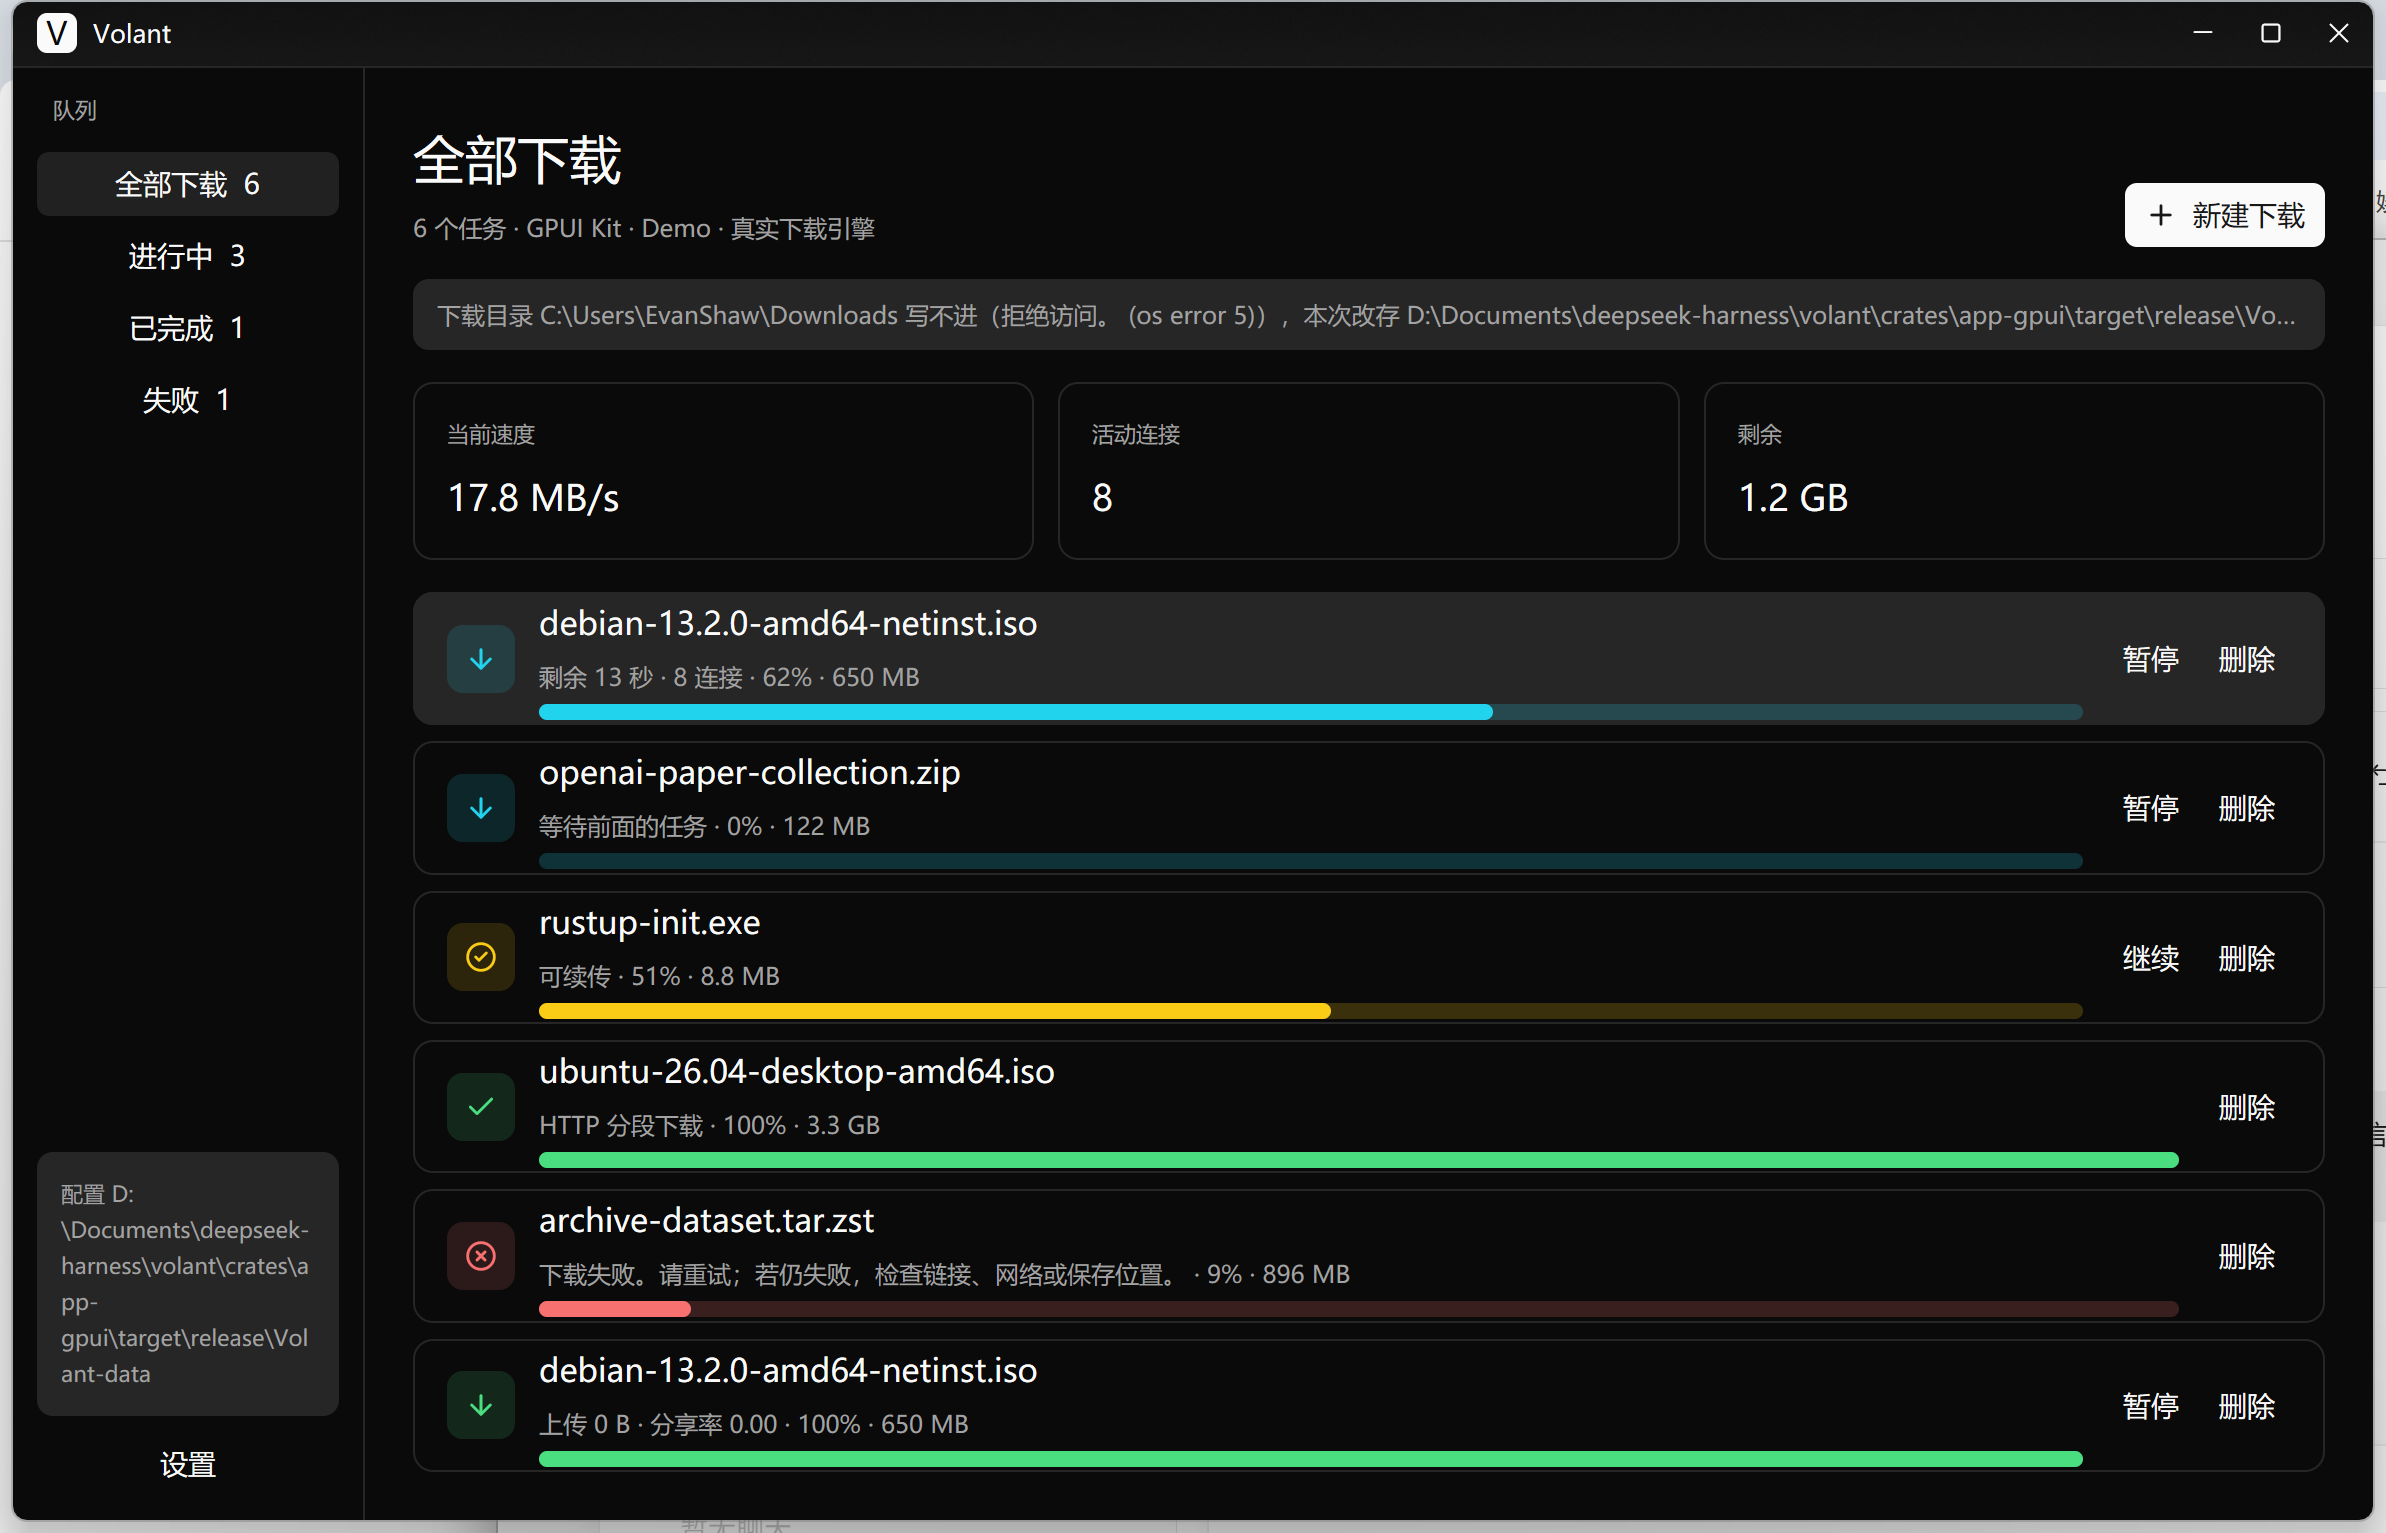 V Volant
队列
全部下载 6
进行中 3
已完成 1
失败 1
配置 D:
\Documents\deepseek-
harness\volant\crates\a
pp-
gpui\target\release\Vol
ant-data
设置
全部下载
6 个任务 · GPUI Kit · Demo · 真实下载引擎
+ 新建下载
下载目录 C:\Users\EvanShaw\Downloads 写不进（拒绝访问。 (os error 5)），本次改存 D:\Documents\deepseek-harness\volant\crates\app-gpui\target\release\Vo...
当前速度
17.8 MB/s
活动连接
8
剩余
1.2 GB
debian-13.2.0-amd64-netinst.iso
剩余 13 秒 · 8 连接 · 62% · 650 MB
暂停 删除
openai-paper-collection.zip
等待前面的任务 · 0% · 122 MB
暂停 删除
rustup-init.exe
可续传 · 51% · 8.8 MB
继续 删除
ubuntu-26.04-desktop-amd64.iso
HTTP 分段下载 · 100% · 3.3 GB
删除
archive-dataset.tar.zst
下载失败。请重试；若仍失败，检查链接、网络或保存位置。 · 9% · 896 MB
删除
debian-13.2.0-amd64-netinst.iso
上传 0 B · 分享率 0.00 · 100% · 650 MB
暂停 删除